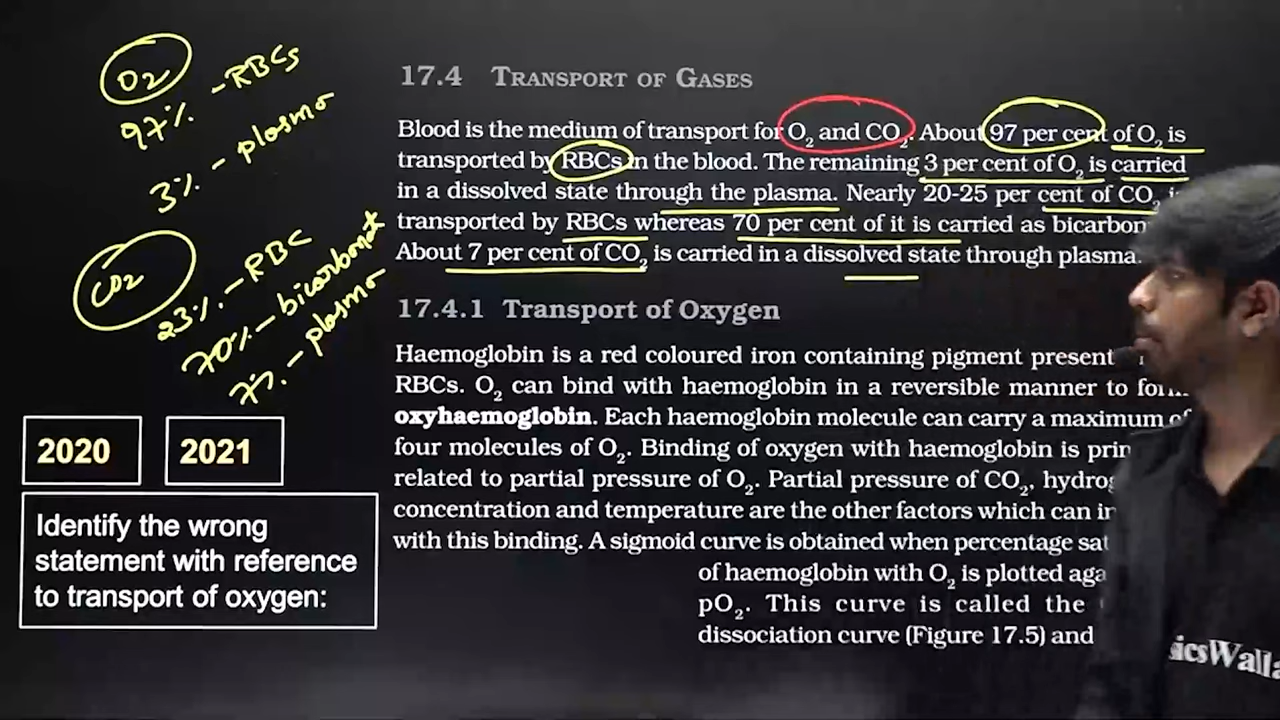 O2
97% -RBCs
3% - plasma
CO2
23% - RBC
70% - bicarbonat
7% - plasma
17.4 TRANSPORT OF GASES
Blood is the medium of transport for O2 and CO2. About 97 per cent of O2 is
transported by RBCs in the blood. The remaining 3 per cent of O2 is carried
in a dissolved state through the plasma. Nearly 20-25 per cent of CO2
transported by RBCs whereas 70 per cent of it is carried as bicarbon
About 7 per cent of CO2 is carried in a dissolved state through plasma.
17.4.1 Transport of Oxygen
Haemoglobin is a red coloured iron containing pigment present
RBCs. O2 can bind with haemoglobin in a reversible manner to form
oxyhaemoglobin. Each haemoglobin molecule can carry a maximum of
four molecules of O2. Binding of oxygen with haemoglobin is prim
related to partial pressure of O2. Partial pressure of CO2, hydrog
concentration and temperature are the other factors which can in
with this binding. A sigmoid curve is obtained when percentage sat
of haemoglobin with O2 is plotted aga
pO2. This curve is called the
dissociation curve (Figure 17.5) and
2020 2021
Identify the wrong
statement with reference
to transport of oxygen:
sicsWalla